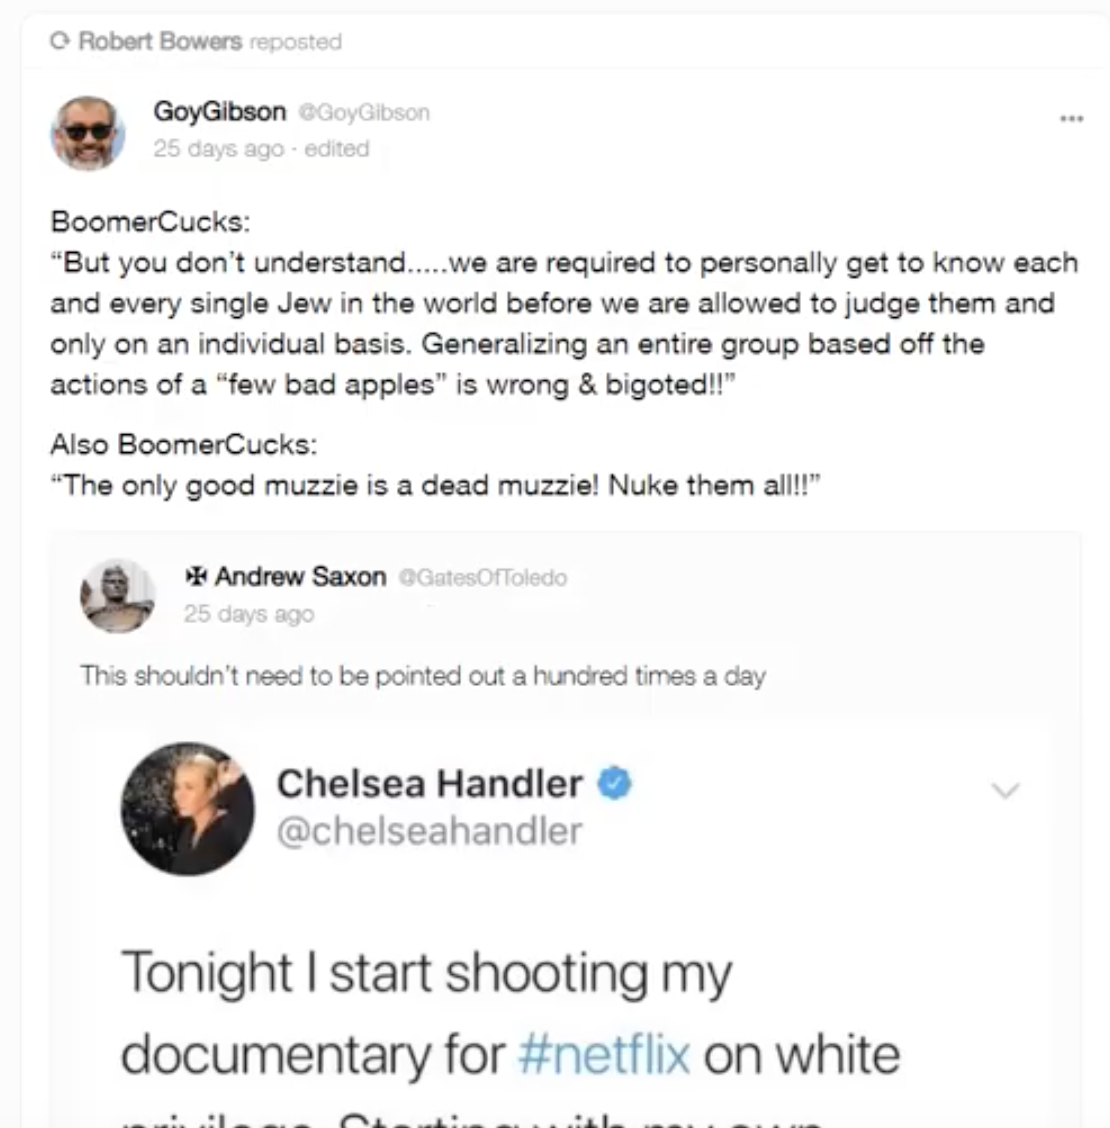 Robert Bowers reposted
GoyGibson @GoyGibson
25 days ago · edited
BoomerCucks:
“But you don’t understand.....we are required to personally get to know each
and every single Jew in the world before we are allowed to judge them and
only on an individual basis. Generalizing an entire group based off the
actions of a “few bad apples” is wrong & bigoted!!”
Also BoomerCucks:
“The only good muzzie is a dead muzzie! Nuke them all!!”
✠ Andrew Saxon @GatesOfToledo
25 days ago
This shouldn’t need to be pointed out a hundred times a day
Chelsea Handler
@chelseahandler
Tonight I start shooting my
documentary for #netflix on white
privilege. Starting with my own